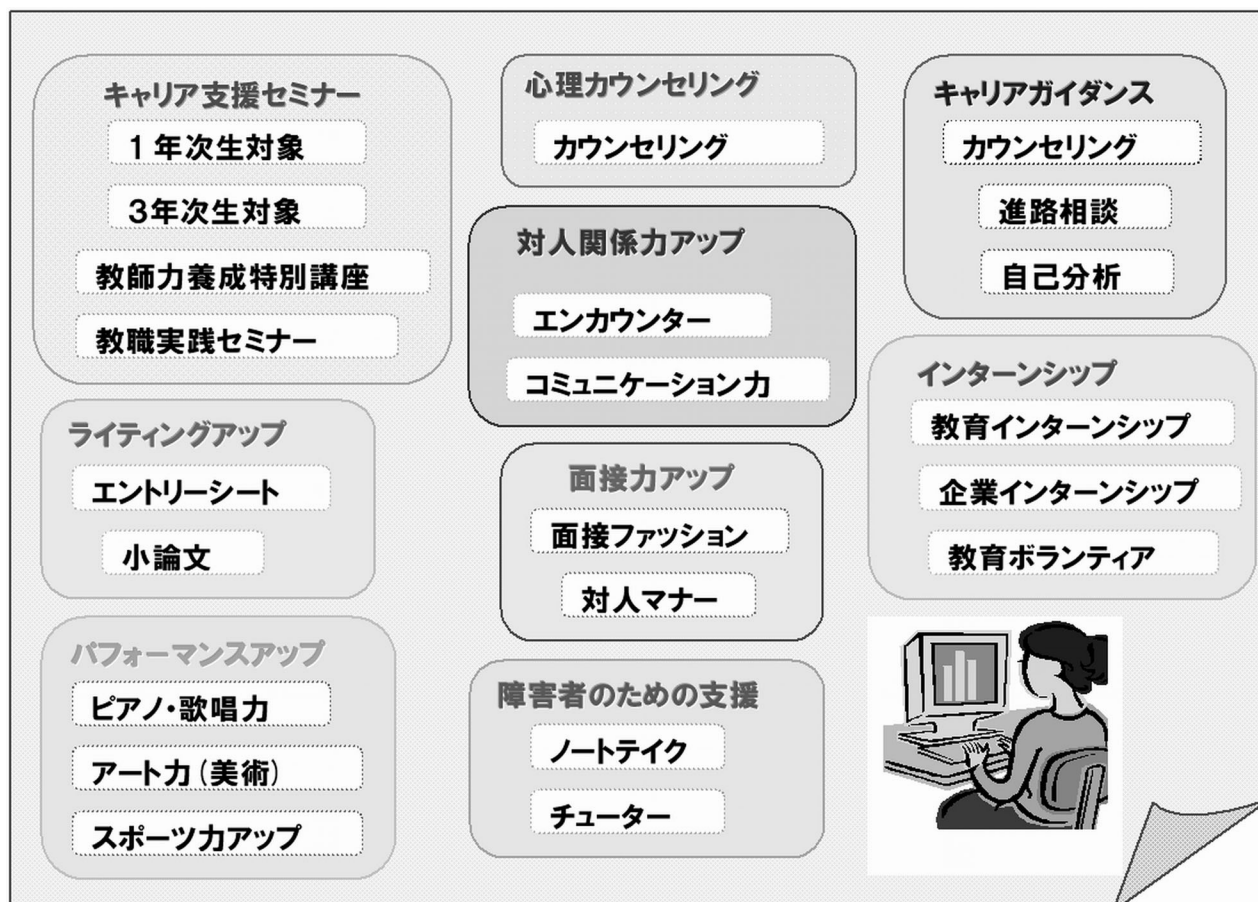 キャリア支援セミナー
1年次生対象
3年次生対象
教師力養成特別講座
教職実践セミナー
ライティングアップ
エントリーシート
小論文
パフォーマンスアップ
ピアノ・歌唱力
アート力(美術)
スポーツ力アップ
心理カウンセリング
カウンセリング
対人関係力アップ
エンカウンター
コミュニケーション力
面接力アップ
面接ファッション
対人マナー
障害者のための支援
ノートテイク
チューター
キャリアガイダンス
カウンセリング
進路相談
自己分析
インターンシップ
教育インターンシップ
企業インターンシップ
教育ボランティア